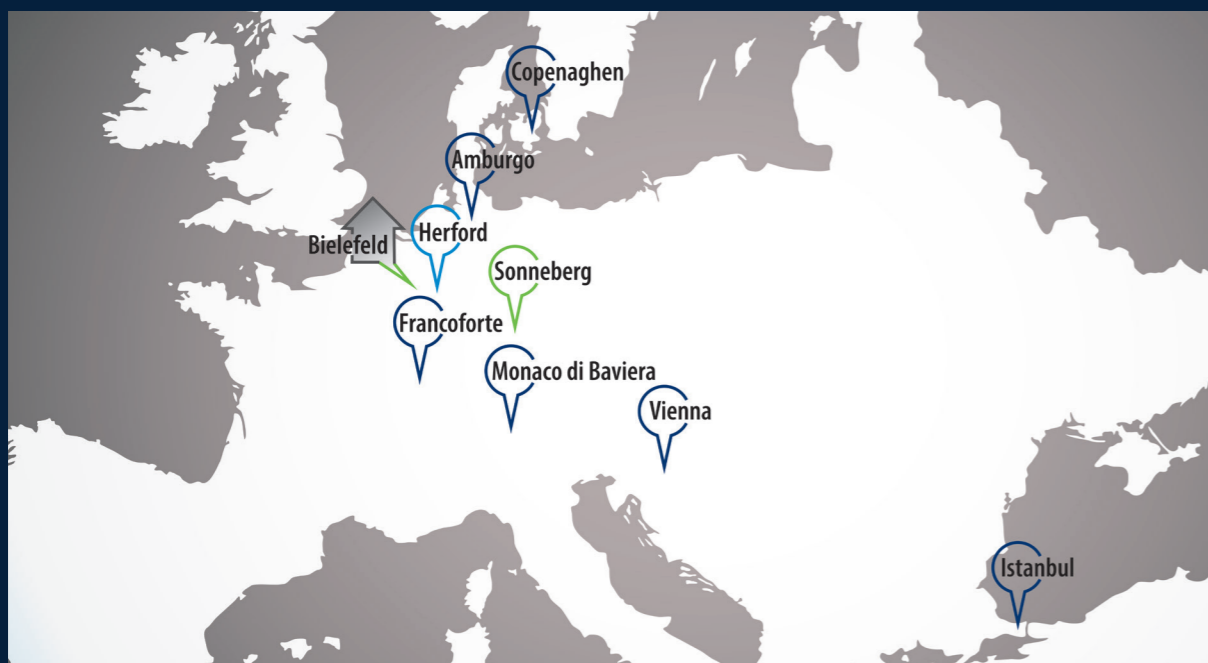 Copenaghen
Amburgo
Herford
Bielefeld
Sonneberg
Francoforte
Monaco di Baviera
Vienna
Istanbul